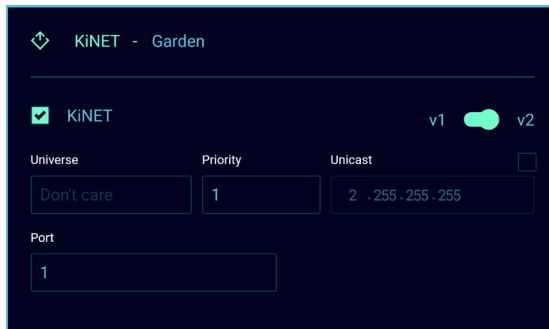 KiNET - Garden
KiNET v1 v2
Universe Priority Unicast
Don't care 1 2 .255.255.255
Port
1